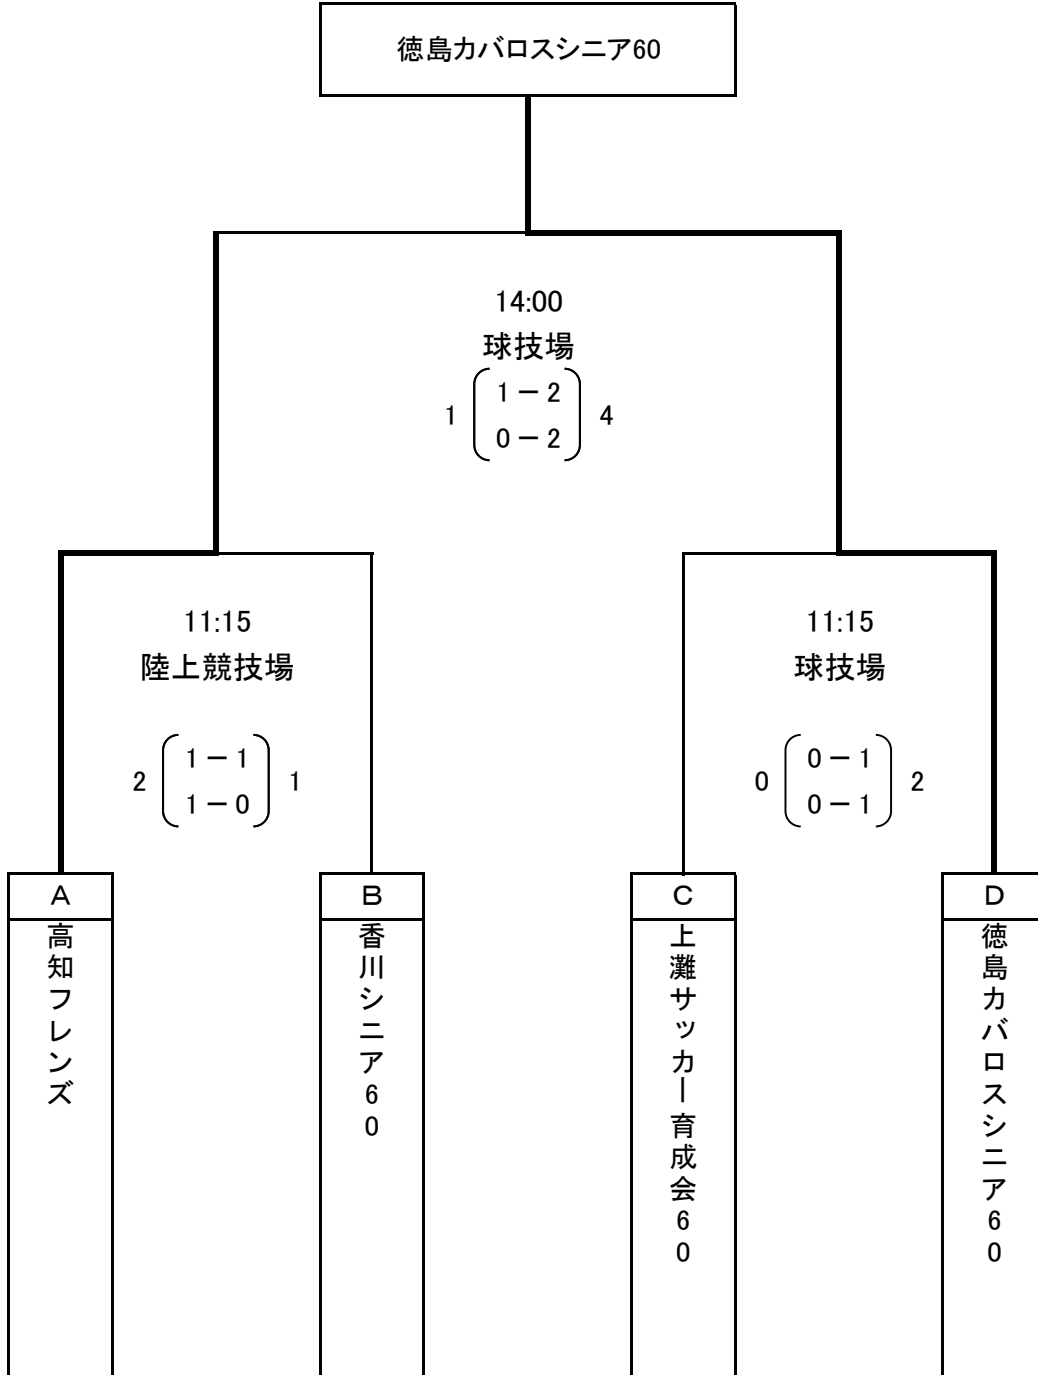 徳島カバロスシニア60
14:00
球技場
1 － 2
1 4
0 － 2
11:15
陸上競技場
1 － 1
2 1
1 － 0
11:15
球技場
0 － 1
0 2
0 － 1
A
高知フレンズ
B
香川シニア60
C
上灘サッカー育成会60
D
徳島カバロスシニア60